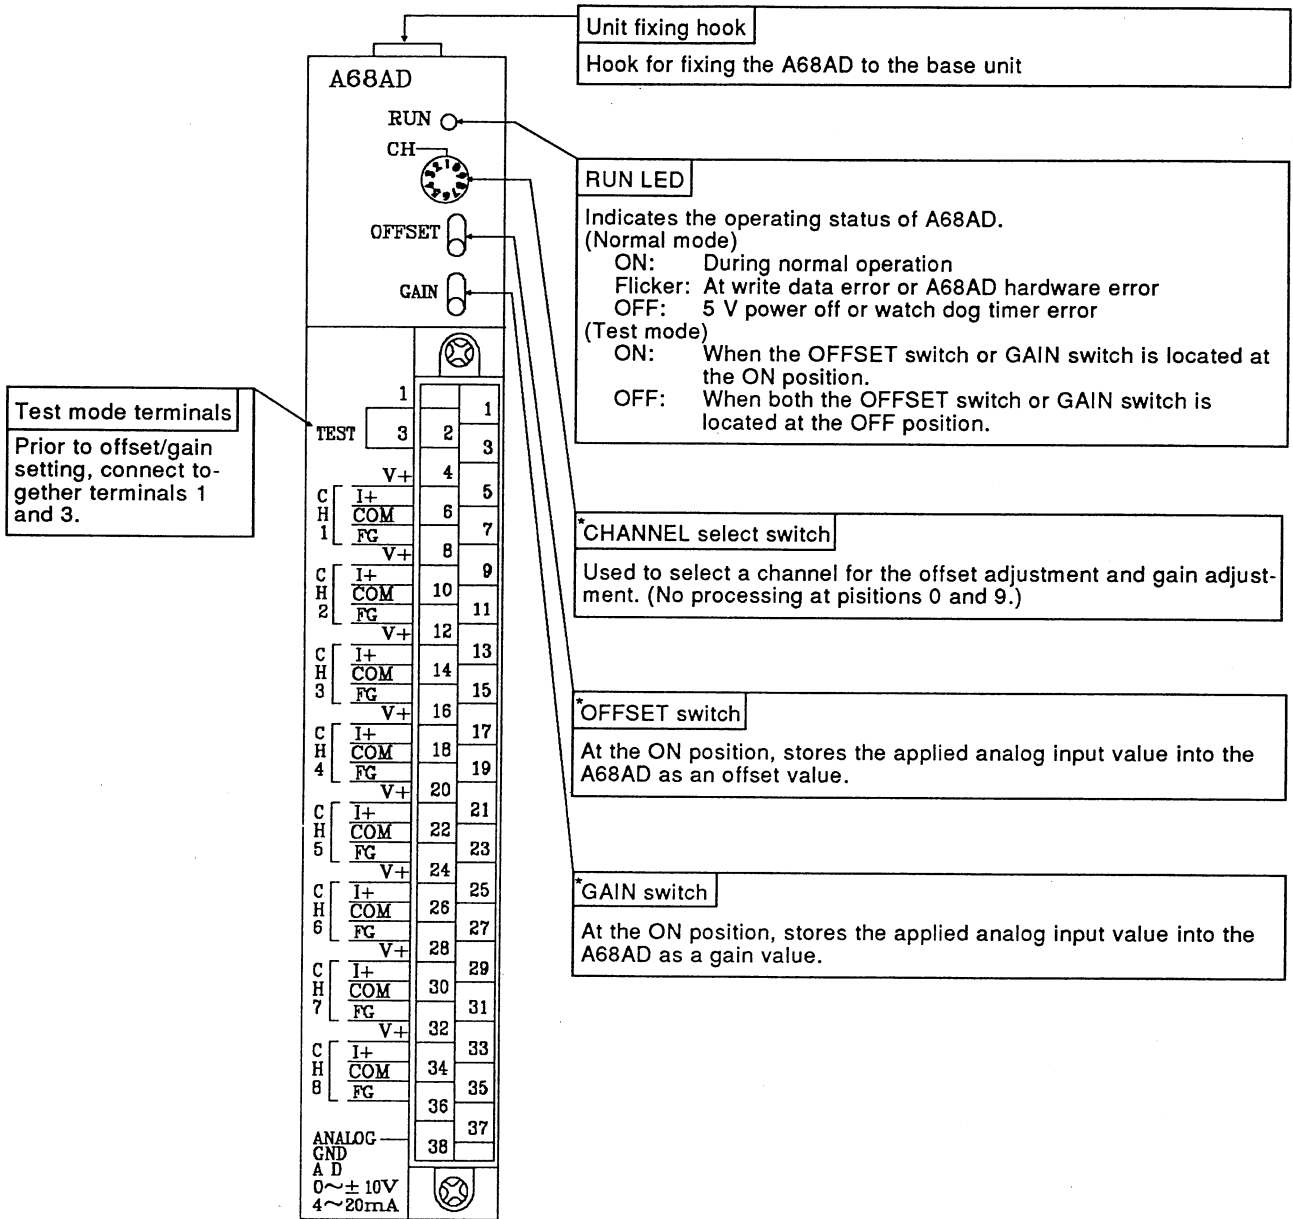 Unit fixing hook
Hook for fixing the A68AD to the base unit
A68AD
RUN
CH
OFFSET
GAIN
RUN LED
Indicates the operating status of A68AD.
(Normal mode)
ON: During normal operation
Flicker: At write data error or A68AD hardware error
OFF: 5 V power off or watch dog timer error
(Test mode)
ON: When the OFFSET switch or GAIN switch is located at
the ON position.
OFF: When both the OFFSET switch or GAIN switch is
located at the OFF position.
Test mode terminals
Prior to offset/gain
setting, connect to-
gether terminals 1
and 3.
*CHANNEL select switch
Used to select a channel for the offset adjustment and gain adjust-
ment. (No processing at pisitions 0 and 9.)
*OFFSET switch
At the ON position, stores the applied analog input value into the
A68AD as an offset value.
*GAIN switch
At the ON position, stores the applied analog input value into the
A68AD as a gain value.
1
TEST 3
V+
CH1 I+
COM
FG
V+
CH2 I+
COM
FG
V+
CH3 I+
COM
FG
V+
CH4 I+
COM
FG
V+
CH5 I+
COM
FG
V+
CH6 I+
COM
FG
V+
CH7 I+
COM
FG
V+
CH8 I+
COM
FG
ANALOG
GND
A D
0~± 10V
4~20mA
1
2
3
4
5
6
7
8
9
10
11
12
13
14
15
16
17
18
19
20
21
22
23
24
25
26
27
28
29
30
31
32
33
34
35
36
37
38